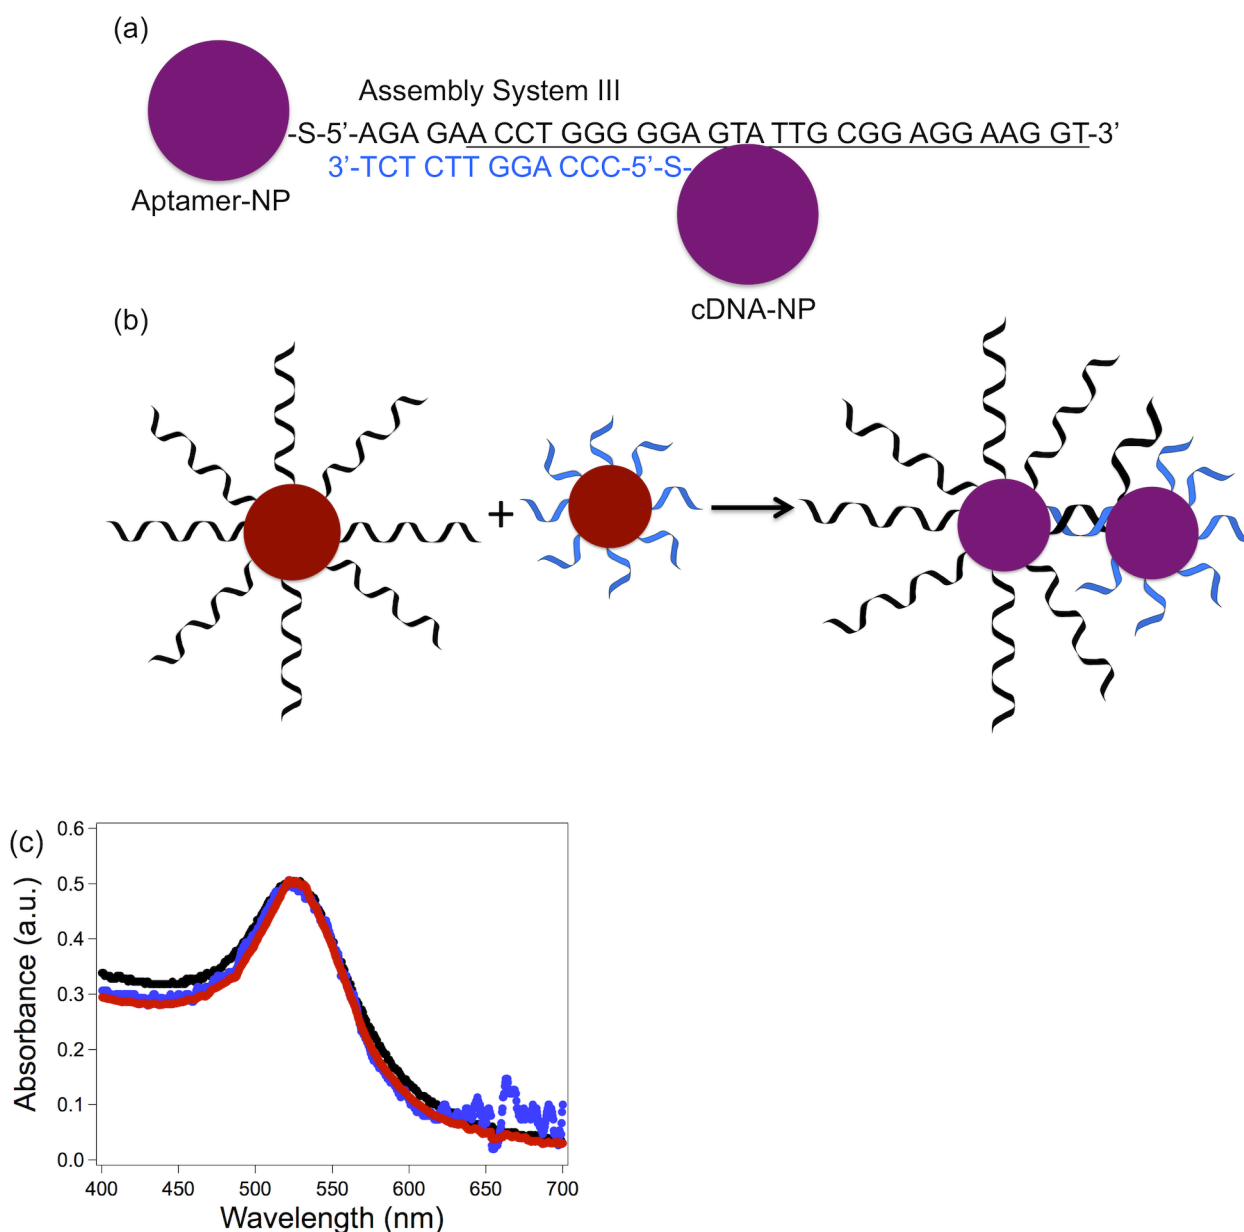 (a)
Assembly System III
-S-5’-AGA GAA CCT GGG GGA GTA TTG CGG AGG AAG GT-3’
3’-TCT CTT GGA CCC-5’-S-
Aptamer-NP
cDNA-NP
(b)
+
(c)
0.6
0.5
0.4
0.3
0.2
0.1
0.0
Absorbance (a.u.)
400 450 500 550 600 650 700
Wavelength (nm)